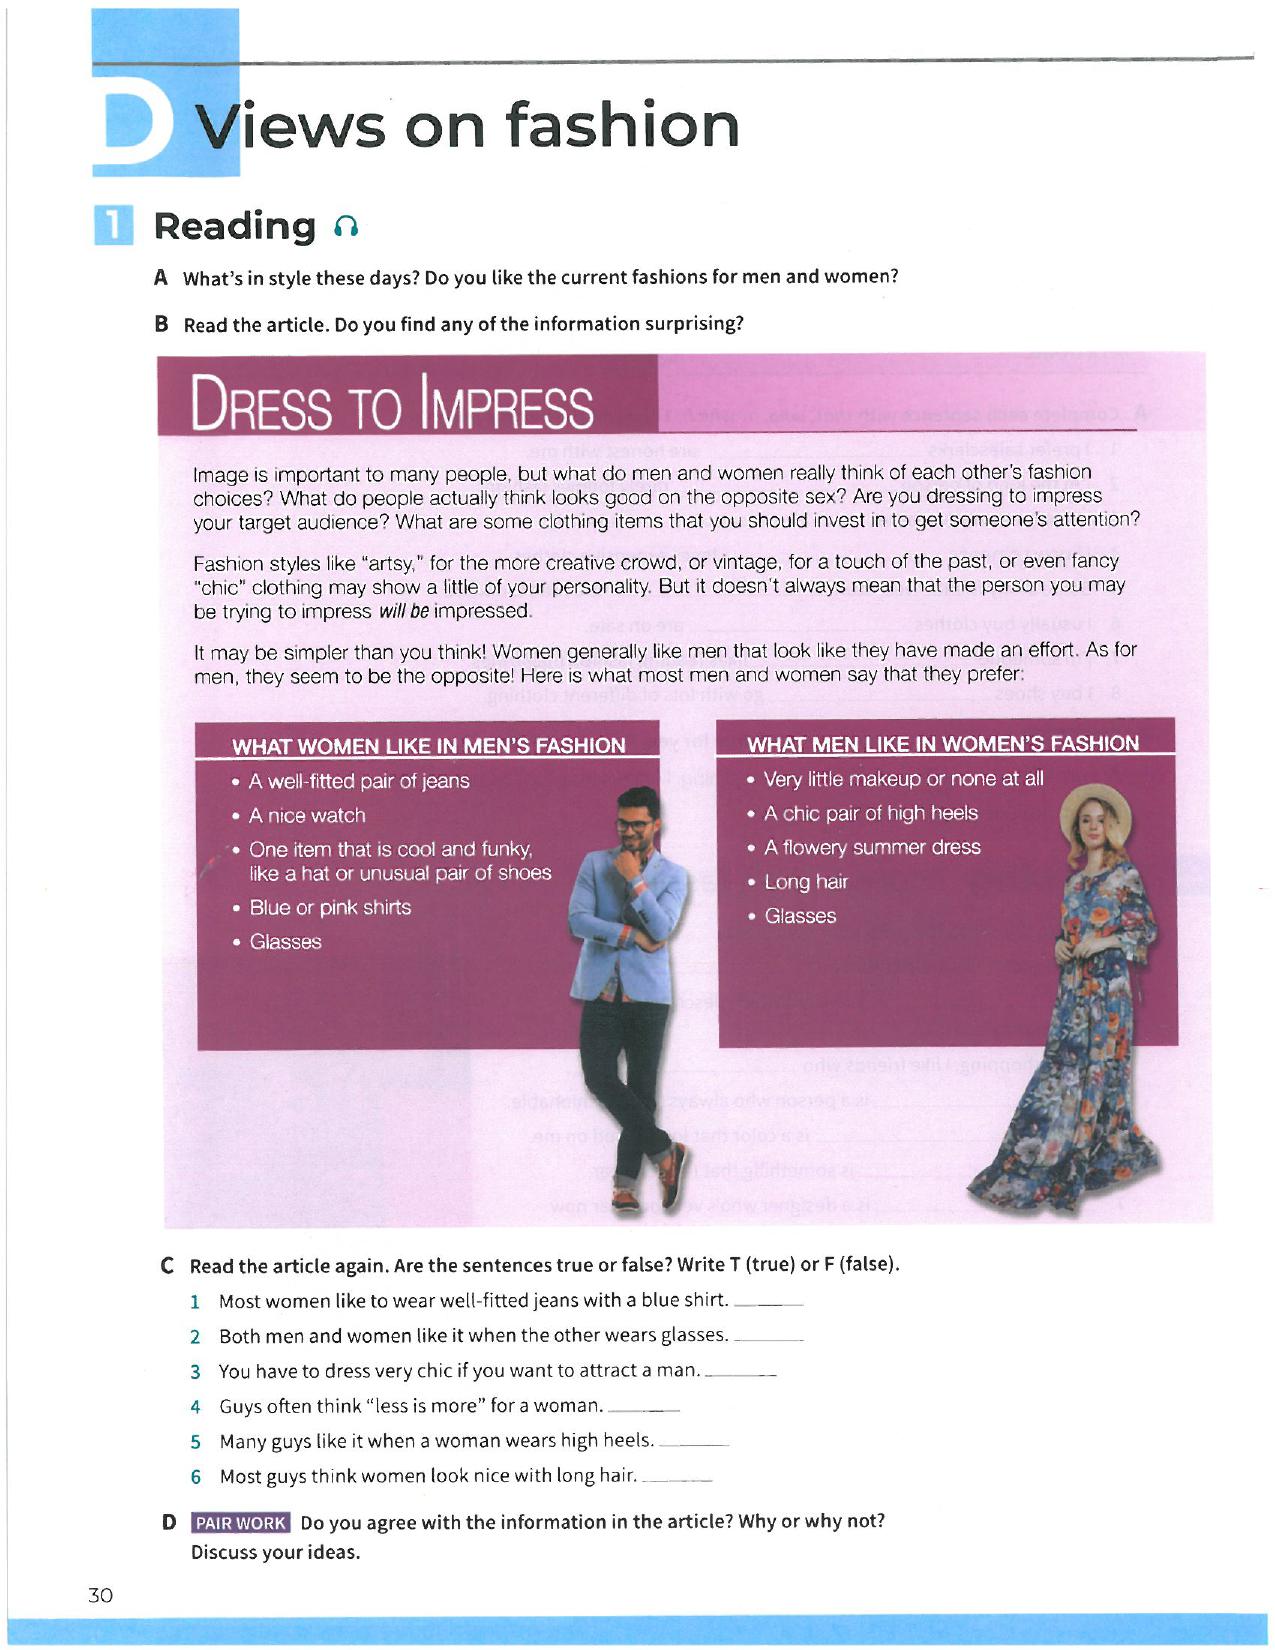 D Views on fashion
1 Reading
A What's in style these days? Do you like the current fashions for men and women?
B Read the article. Do you find any of the information surprising?
DRESS TO IMPRESS
Image is important to many people, but what do men and women really think of each other's fashion
choices? What do people actually think looks good on the opposite sex? Are you dressing to impress
your target audience? What are some clothing items that you should invest in to get someone's attention?
Fashion styles like "artsy," for the more creative crowd, or vintage, for a touch of the past, or even fancy
"chic" clothing may show a little of your personality. But it doesn't always mean that the person you may
be trying to impress will be impressed.
It may be simpler than you think! Women generally like men that look like they have made an effort. As for
men, they seem to be the opposite! Here is what most men and women say that they prefer:
WHAT WOMEN LIKE IN MEN'S FASHION
• A well-fitted pair of jeans
• A nice watch
• One item that is cool and funky,
like a hat or unusual pair of shoes
• Blue or pink shirts
• Glasses
WHAT MEN LIKE IN WOMEN'S FASHION
• Very little makeup or none at all
• A chic pair of high heels
• A flowery summer dress
• Long hair
• Glasses
C Read the article again. Are the sentences true or false? Write T (true) or F (false).
1 Most women like to wear well-fitted jeans with a blue shirt. ______
2 Both men and women like it when the other wears glasses. ______
3 You have to dress very chic if you want to attract a man. ______
4 Guys often think "less is more" for a woman. ______
5 Many guys like it when a woman wears high heels. ______
6 Most guys think women look nice with long hair. ______
D PAIR WORK Do you agree with the information in the article? Why or why not?
Discuss your ideas.
30